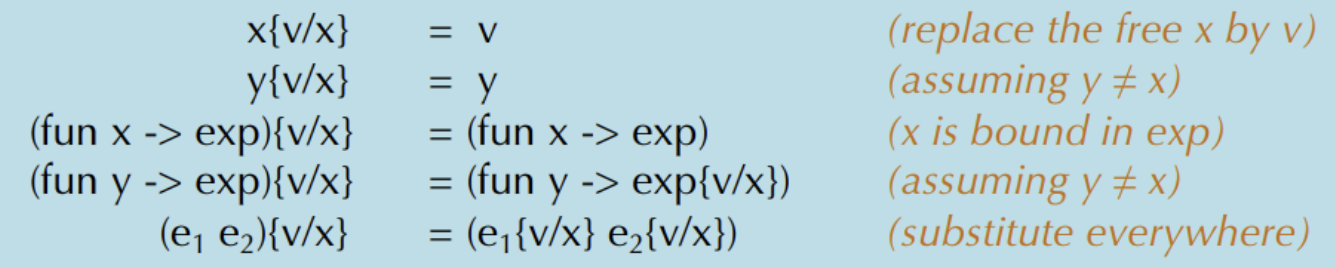 x{v/x} = v (replace the free x by v)
y{v/x} = y (assuming y ≠ x)
(fun x -> exp){v/x} = (fun x -> exp) (x is bound in exp)
(fun y -> exp){v/x} = (fun y -> exp{v/x}) (assuming y ≠ x)
(e₁ e₂){v/x} = (e₁{v/x} e₂{v/x}) (substitute everywhere)